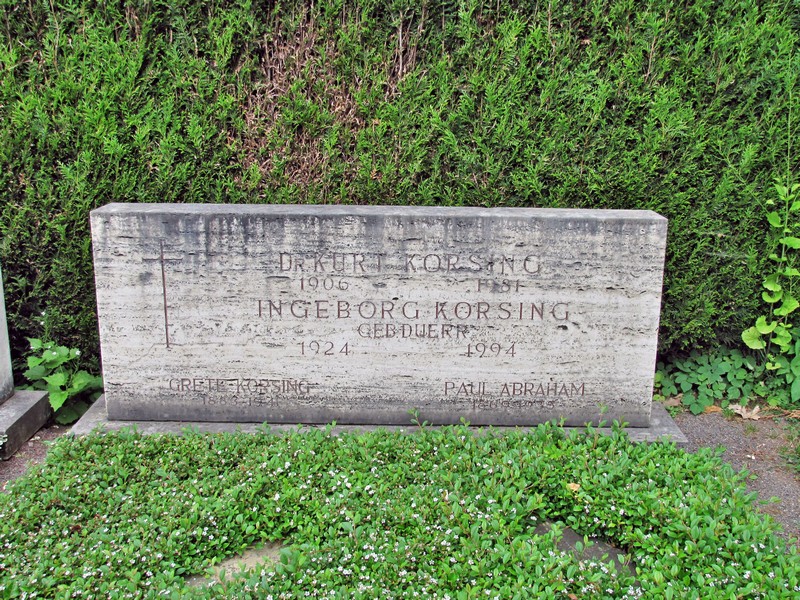 DR KURT KORSING
1906
INGEBORG KORSING
GEB DUERR
1924 1994
GRETE KORSING PAUL ABRAHAM